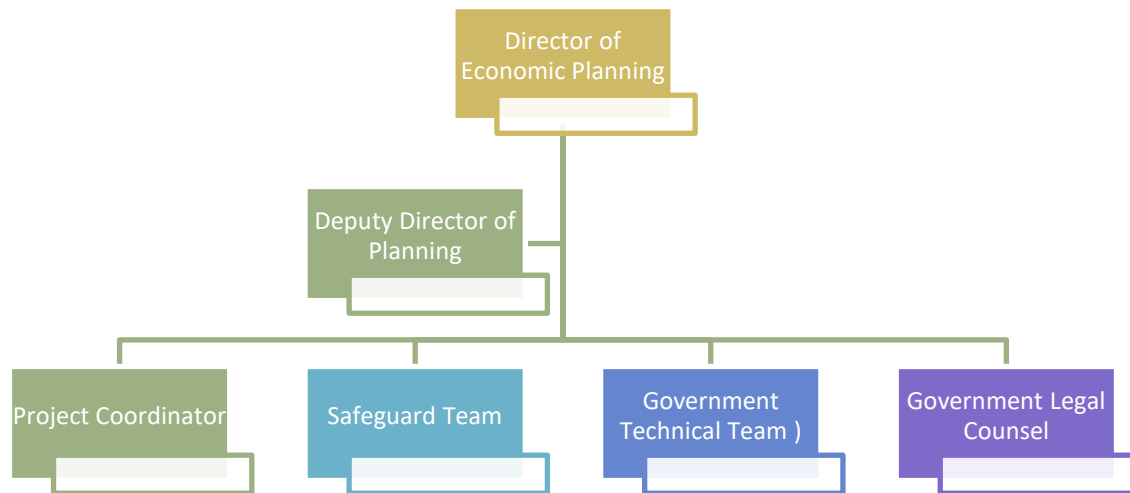 Director of
Economic Planning
Deputy Director of
Planning
Project Coordinator
Safeguard Team
Government
Technical Team )
Government Legal
Counsel